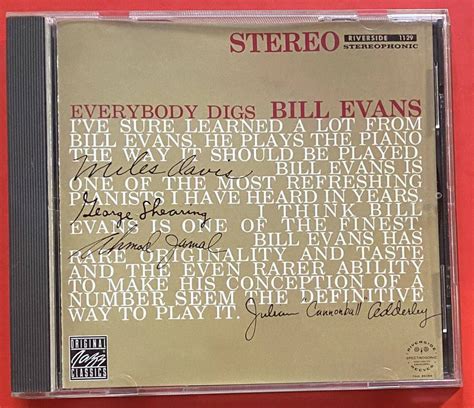 STEREO
RIVERSIDE 1129
STEREOPHONIC
EVERYBODY DIGS BILL EVANS
I'VE SURE LEARNED A LOT FROM
BILL EVANS. HE PLAYS THE PIANO
THE WAY IT SHOULD BE PLAYED.
Miles Davis BILL EVANS IS
ONE OF THE MOST REFRESHING
PIANISTS I HAVE HEARD IN YEARS.
George Shearing I THINK BILL
EVANS IS ONE OF THE FINEST.
Ahmad Jamal BILL EVANS HAS
RARE ORIGINALITY AND TASTE
AND THE EVEN RARER ABILITY
TO MAKE HIS CONCEPTION OF A
NUMBER SEEM THE DEFINITIVE
WAY TO PLAY IT. Julian "Cannonball" Adderley
ORIGINAL
Jazz
CLASSICS
RIVERSIDE